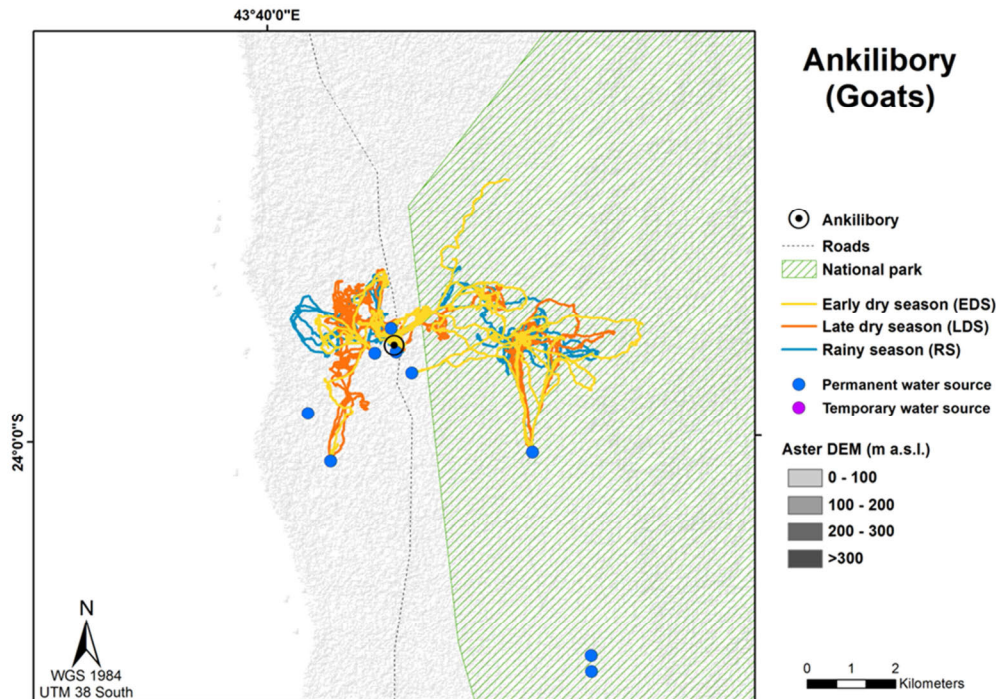 43°40'0"E
Ankilibory
(Goats)
Ankilibory
Roads
National park
Early dry season (EDS)
Late dry season (LDS)
Rainy season (RS)
Permanent water source
Temporary water source
Aster DEM (m a.s.l.)
0 - 100
100 - 200
200 - 300
>300
24°0'0"S
N
WGS 1984
UTM 38 South
0 1 2
Kilometers